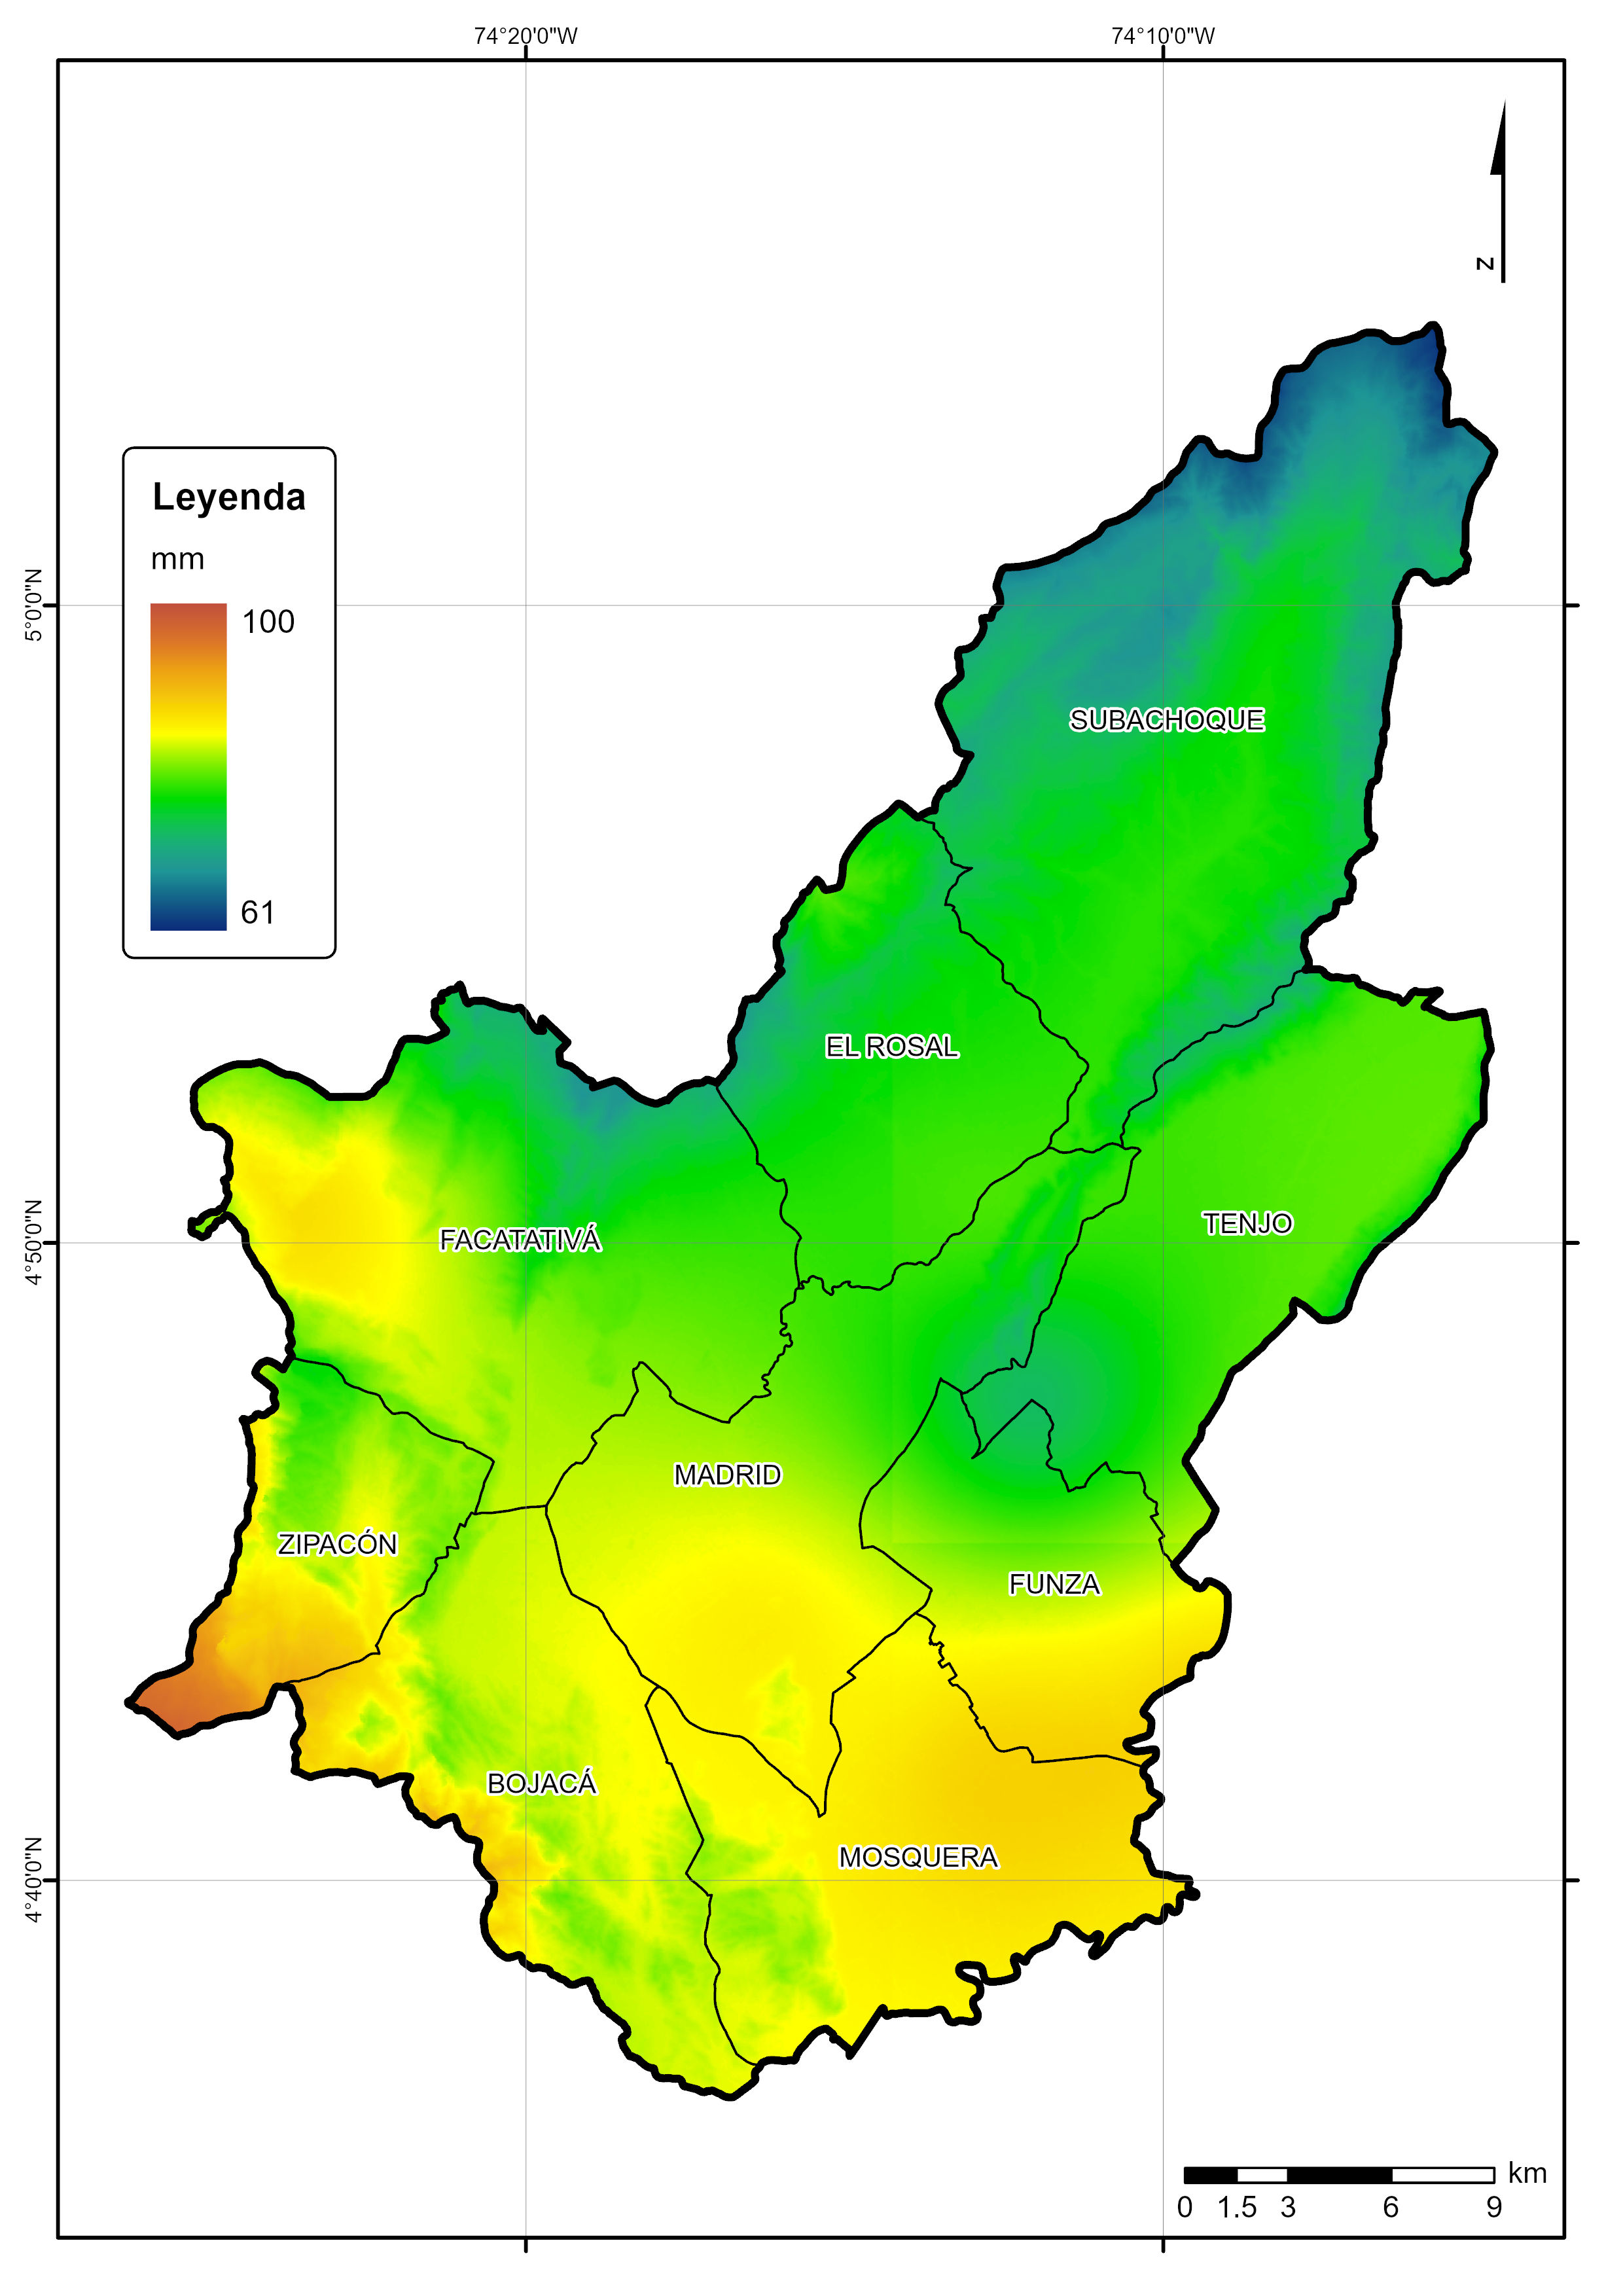 74°20'0"W
74°10'0"W
N
Leyenda
mm
100
61
5°0'0"N
SUBACHOQUE
EL ROSAL
TENJO
4°50'0"N
FACATATIVÁ
MADRID
ZIPACÓN
FUNZA
BOJACÁ
MOSQUERA
4°40'0"N
km
0 1.5 3 6 9